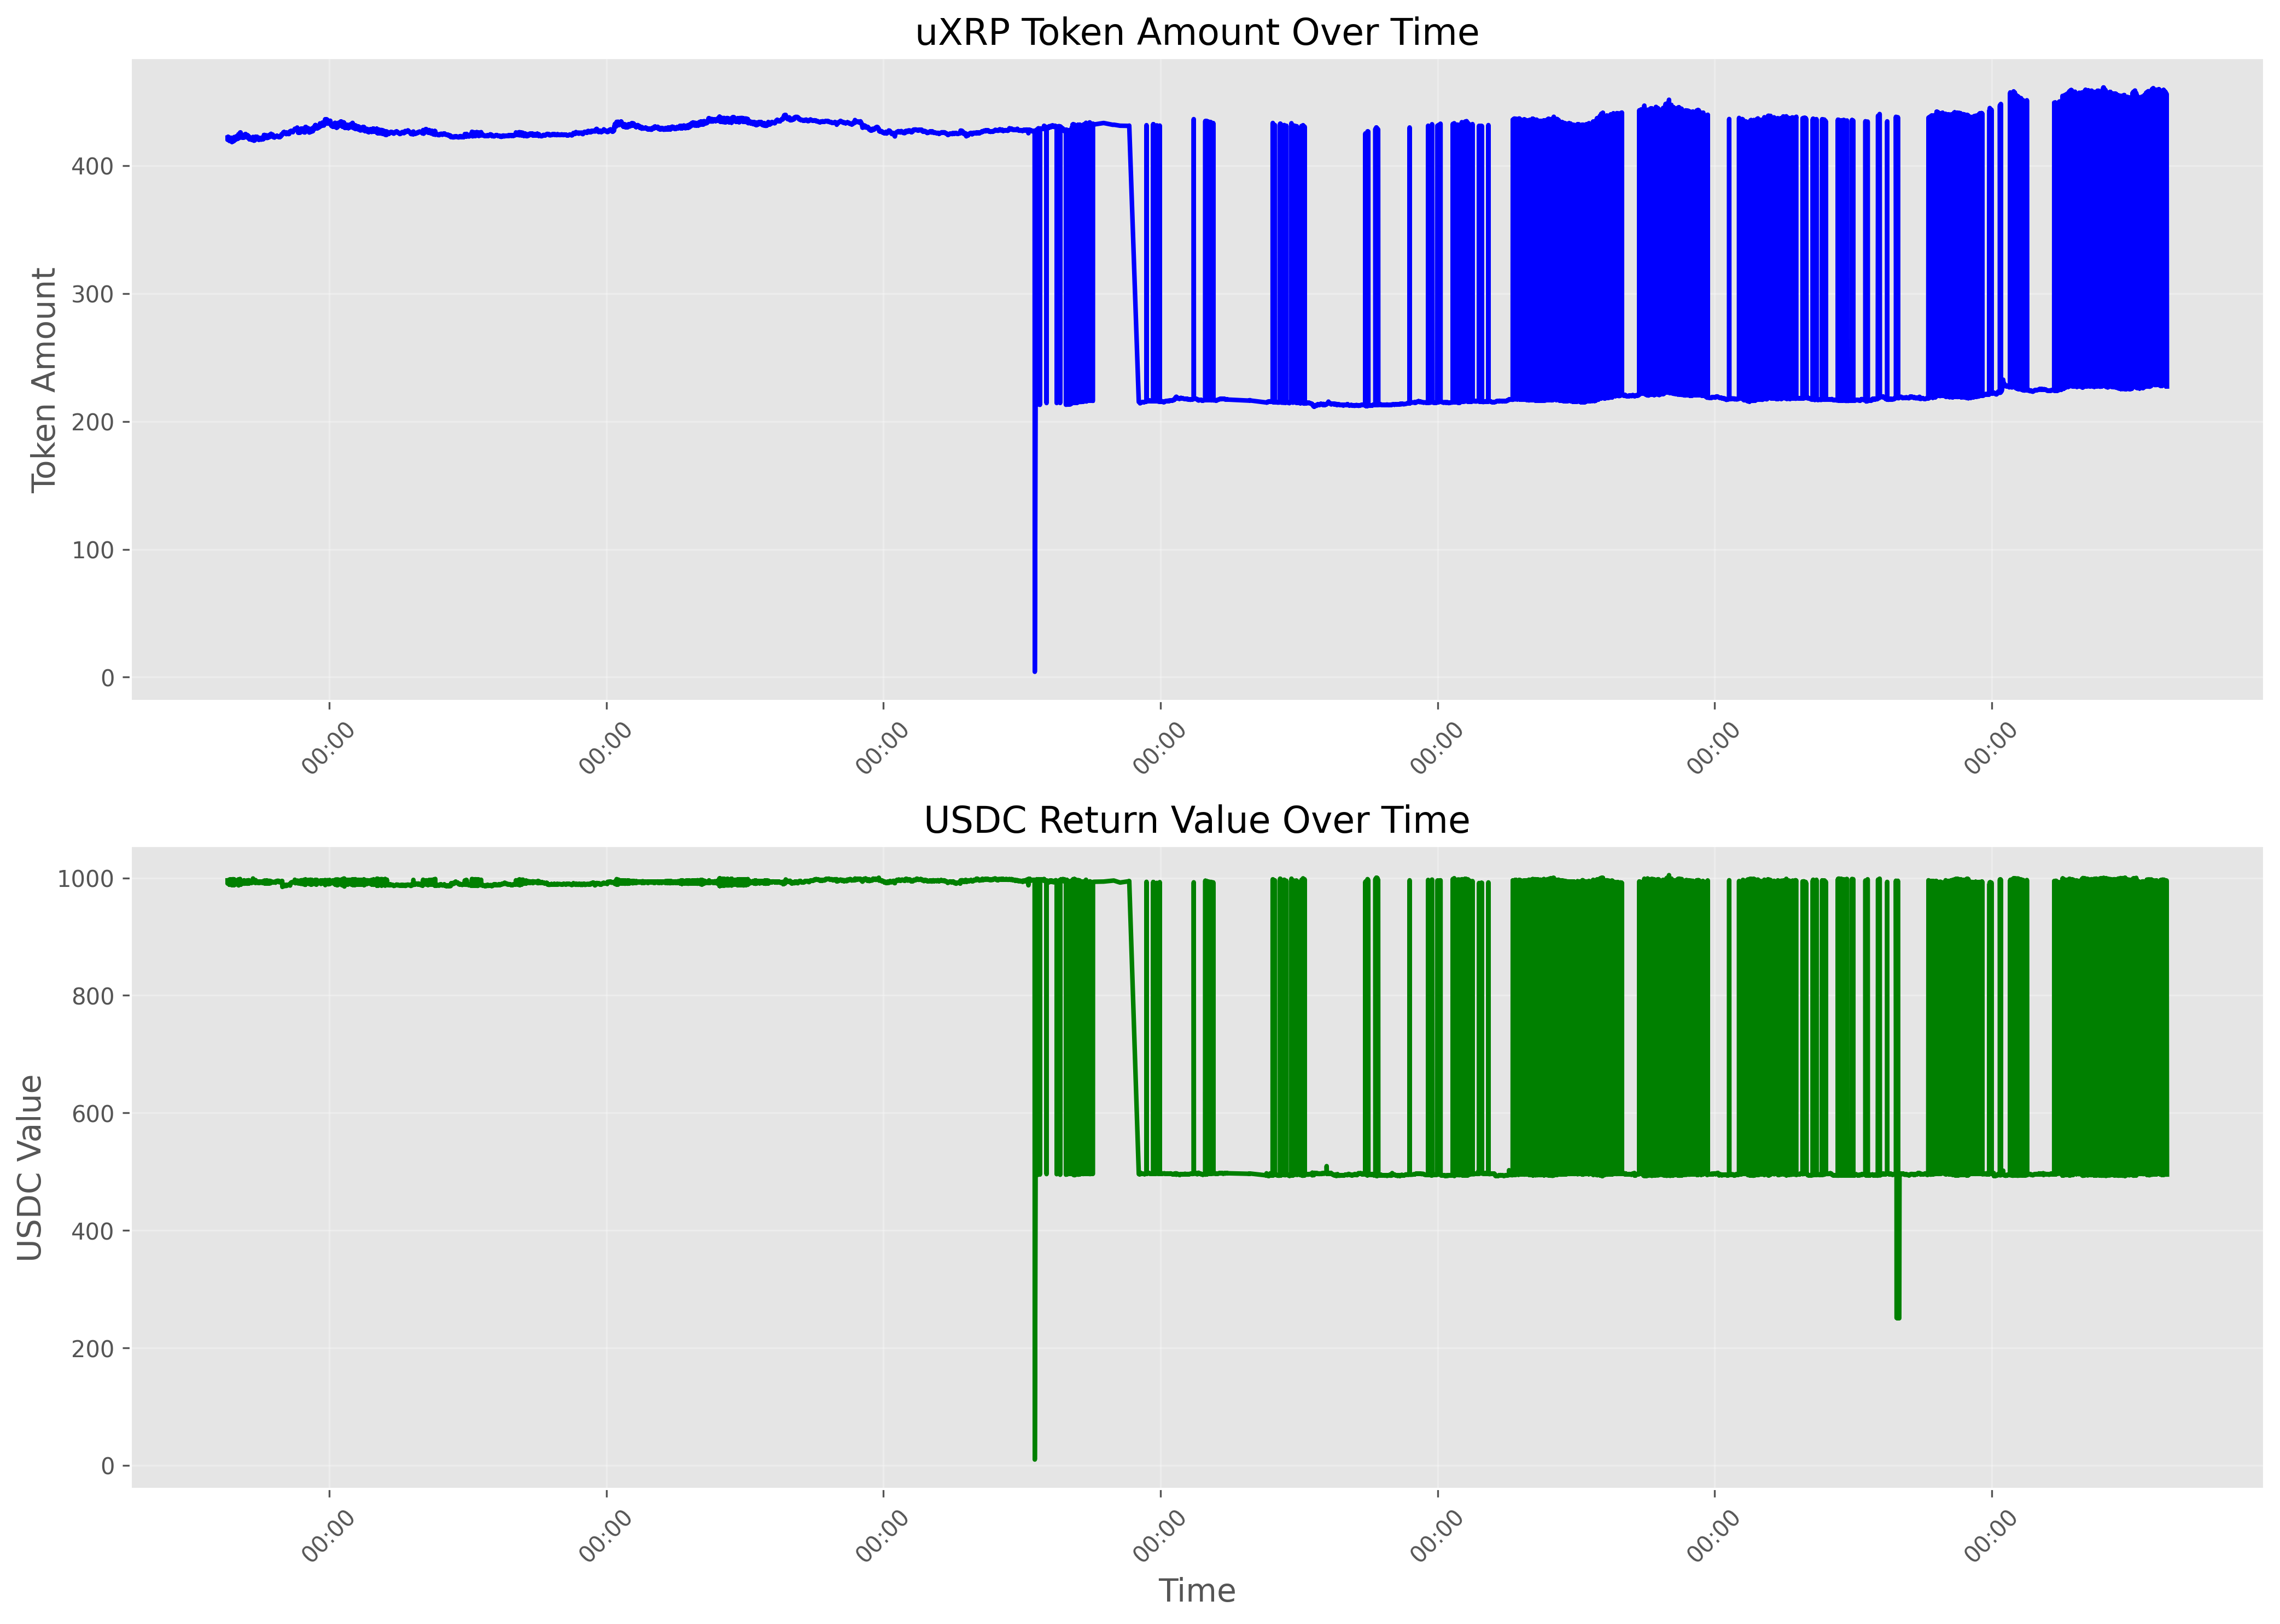 uXRP Token Amount Over Time
Token Amount
400
300
200
100
0
00:00 00:00 00:00 00:00 00:00 00:00 00:00
USDC Return Value Over Time
USDC Value
1000
800
600
400
200
0
00:00 00:00 00:00 00:00 00:00 00:00 00:00
Time